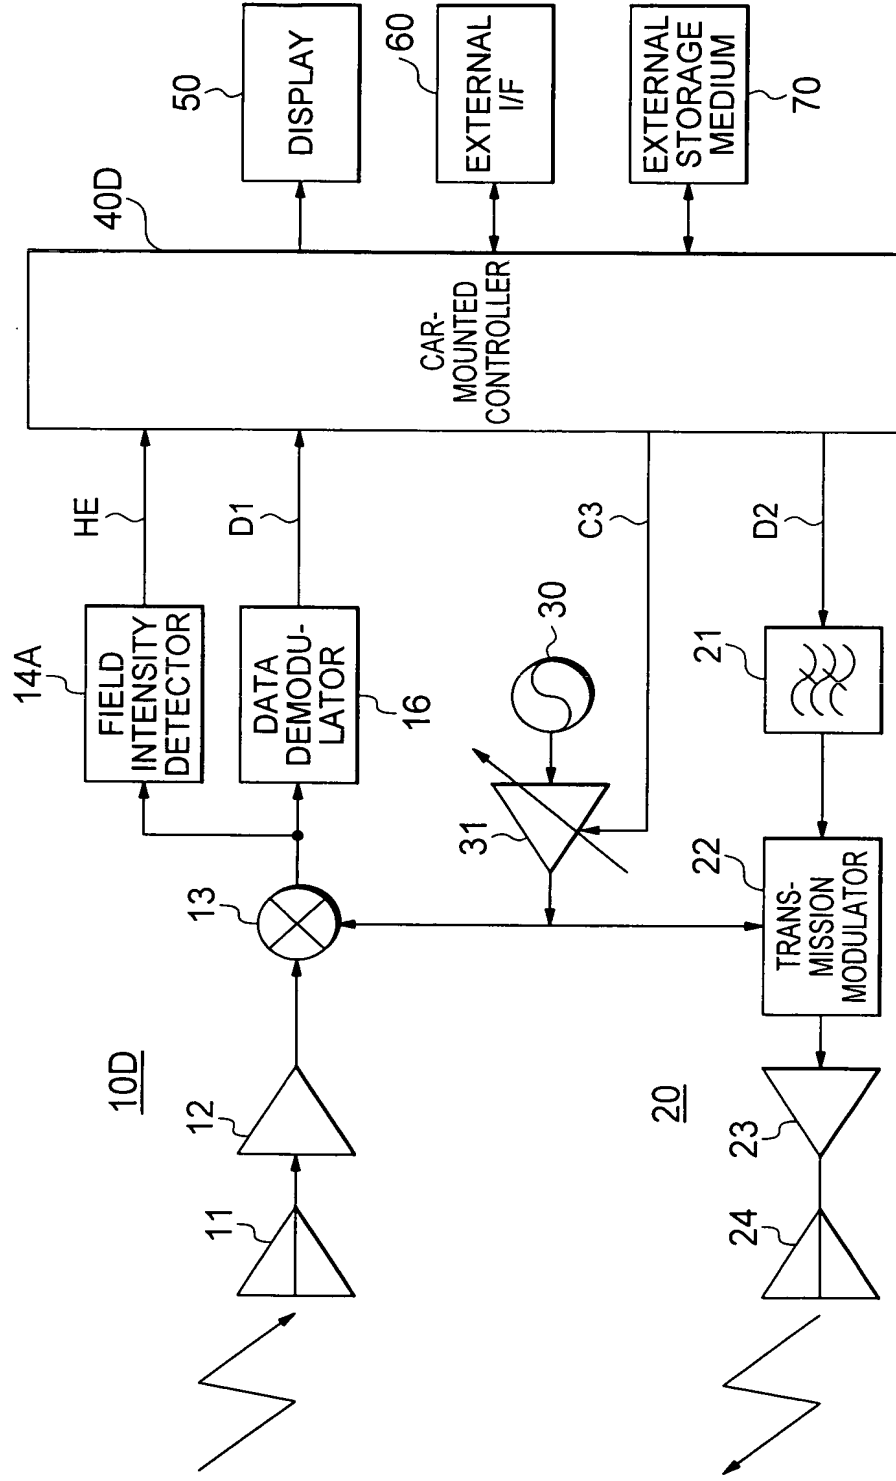 10D
11
12
13
14A
FIELD
INTENSITY
DETECTOR
HE
DATA
DEMODU-
LATOR
16
D1
40D
CAR-
MOUNTED
CONTROLLER
50
DISPLAY
60
EXTERNAL
I/F
EXTERNAL
STORAGE
MEDIUM
70
30
31
C3
20
24
23
22
TRANS-
MISSION
MODULATOR
21
D2